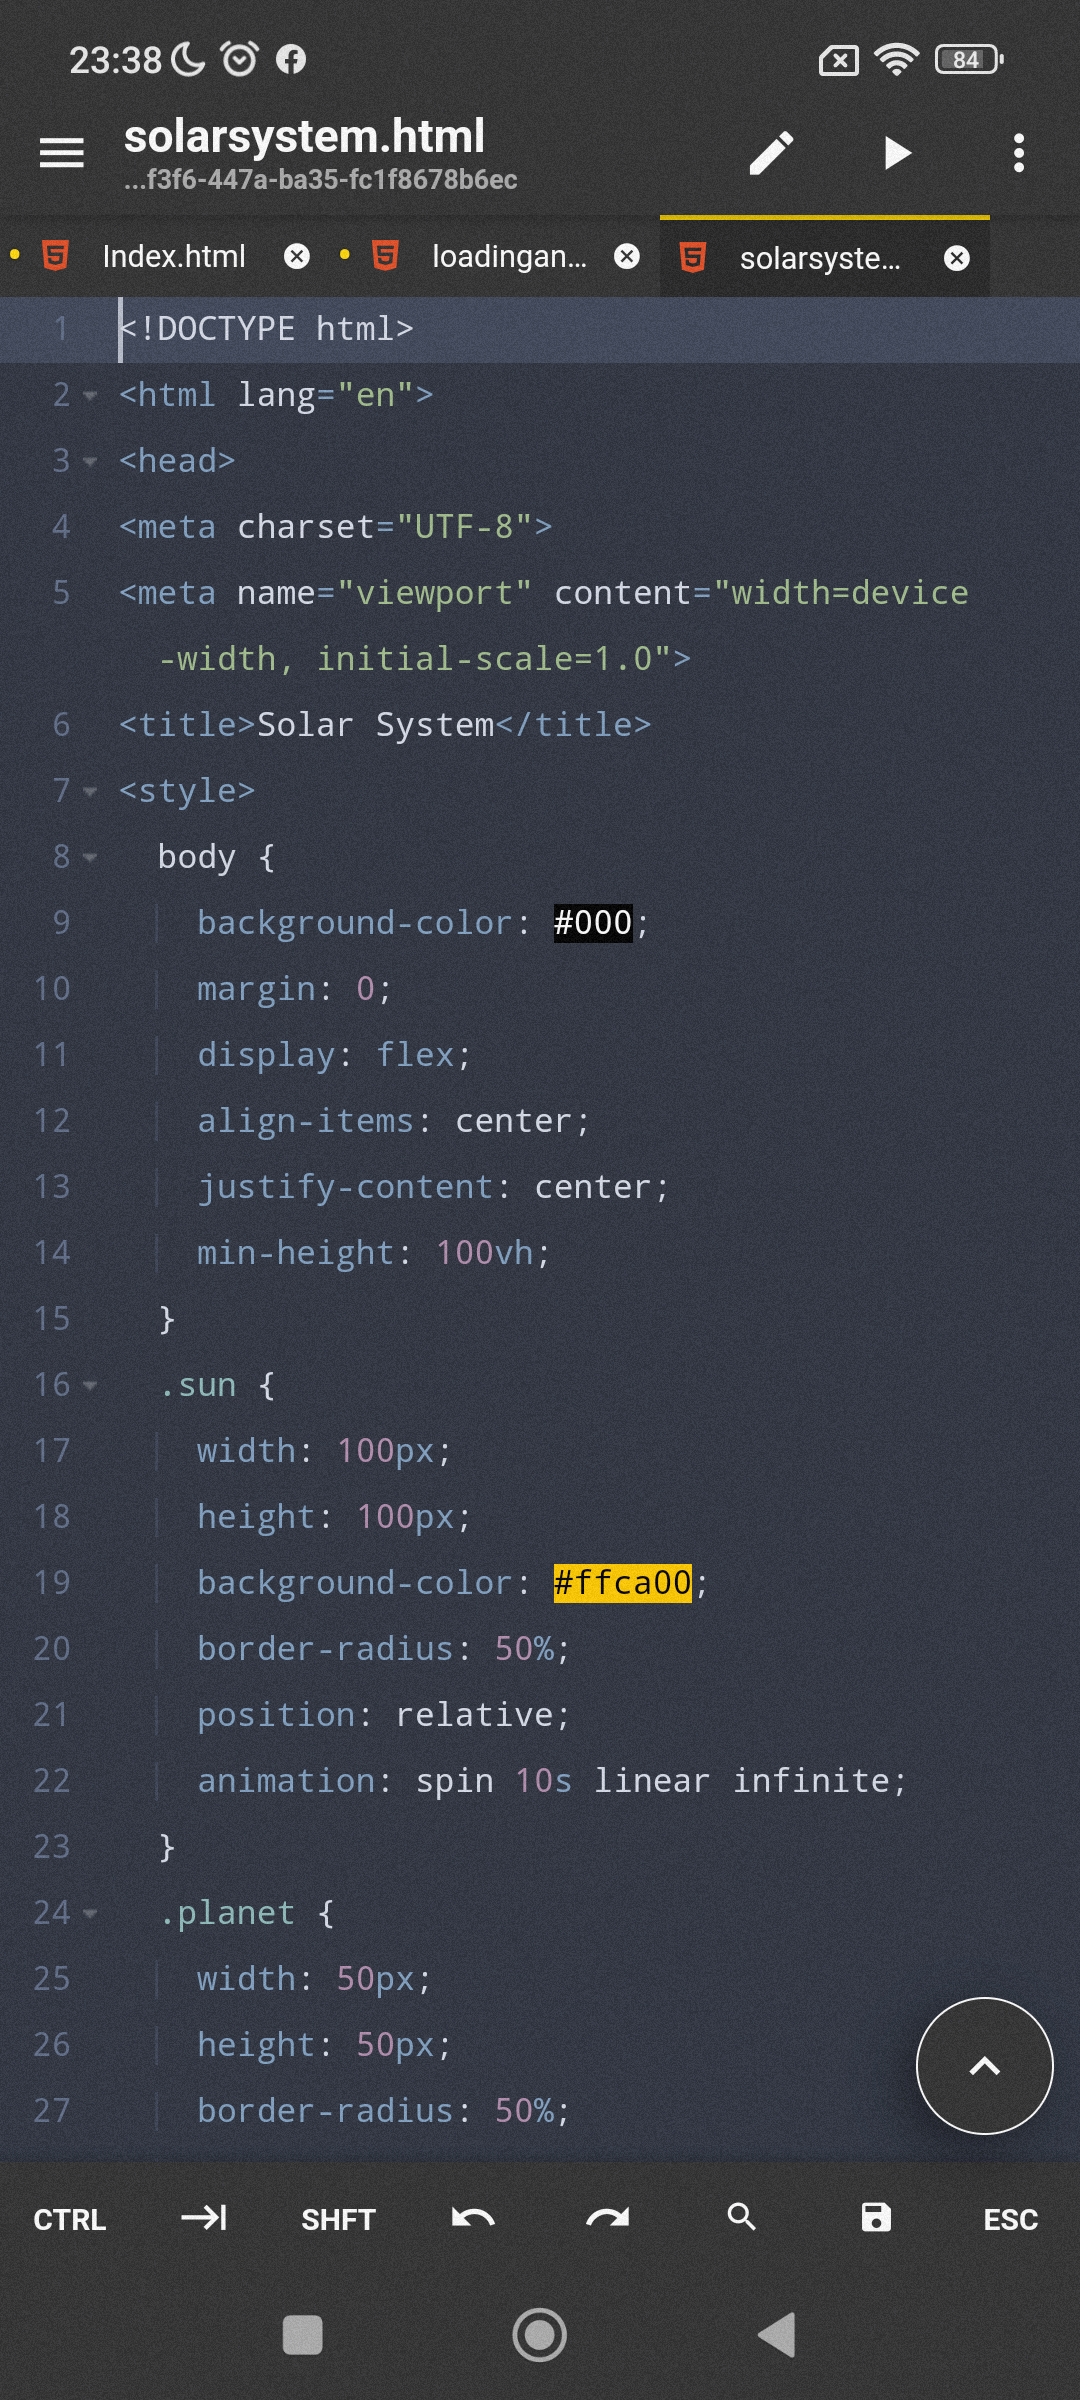 23:38
84
solarsystem.html
...f3f6-447a-ba35-fc1f8678b6ec
Index.html loadingan... solarsyste...
1 <!DOCTYPE html>
2 <html lang="en">
3 <head>
4 <meta charset="UTF-8">
5 <meta name="viewport" content="width=device
-width, initial-scale=1.0">
6 <title>Solar System</title>
7 <style>
8 body {
9 background-color: #000;
10 margin: 0;
11 display: flex;
12 align-items: center;
13 justify-content: center;
14 min-height: 100vh;
15 }
16 .sun {
17 width: 100px;
18 height: 100px;
19 background-color: #ffca00;
20 border-radius: 50%;
21 position: relative;
22 animation: spin 10s linear infinite;
23 }
24 .planet {
25 width: 50px;
26 height: 50px;
27 border-radius: 50%;
CTRL SHFT ESC